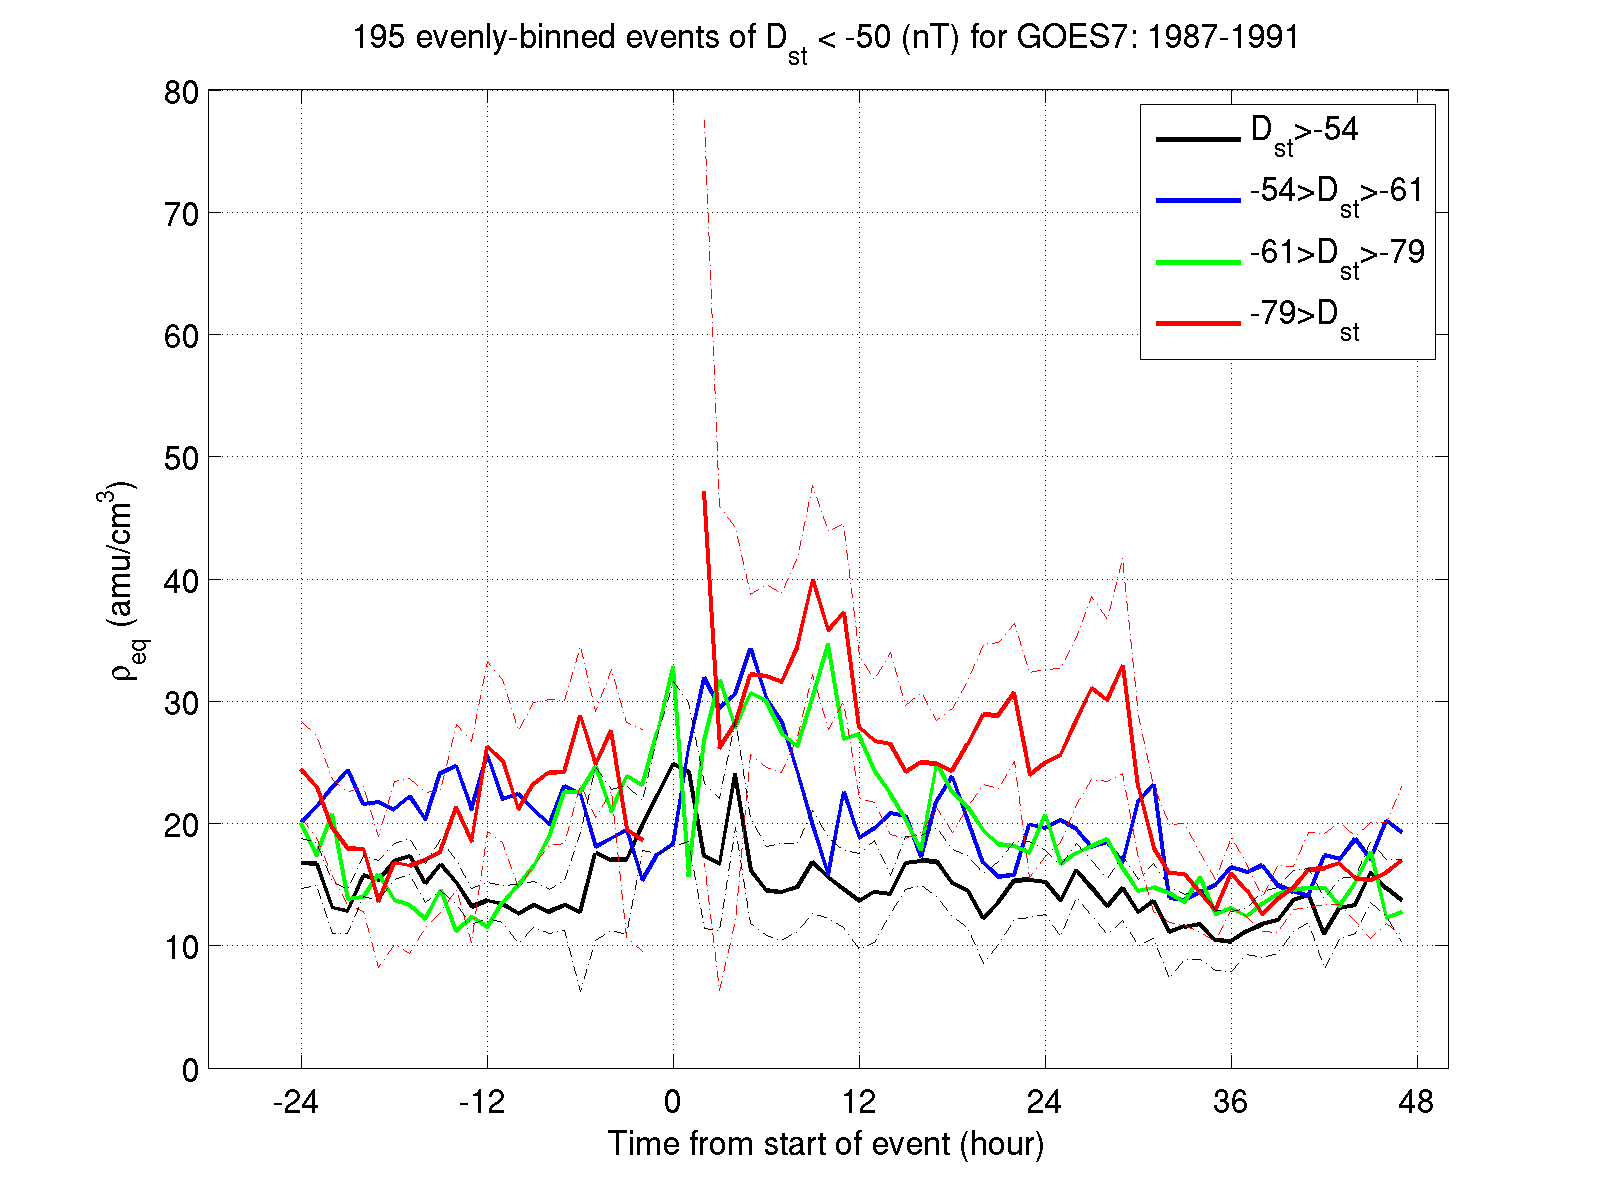 195 evenly-binned events of D_st < -50 (nT) for GOES7: 1987-1991
80
70
60
50
40
30
20
10
0
ρ_eq (amu/cm^3)
D_st>-54
-54>D_st>-61
-61>D_st>-79
-79>D_st
-24 -12 0 12 24 36 48
Time from start of event (hour)